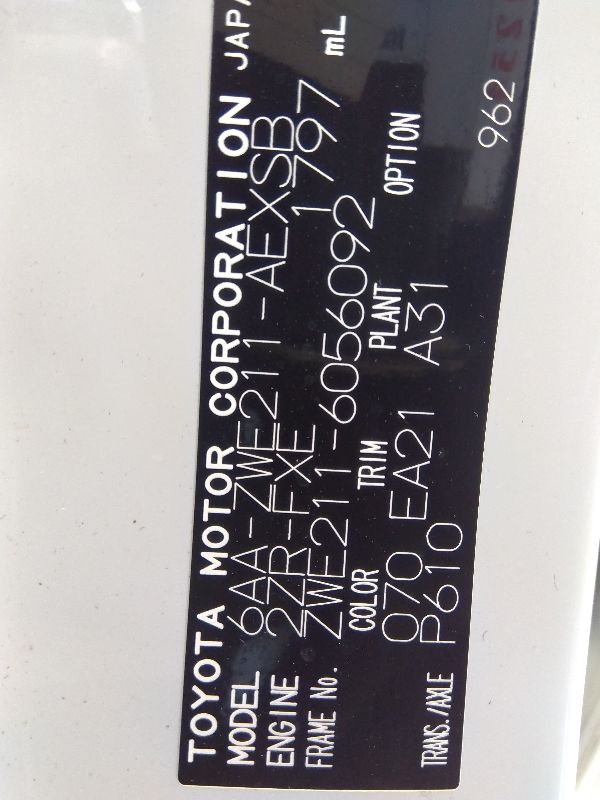 TOYOTA MOTOR CORPORATION JAPA
MODEL 6AA-ZWE211-AEXSB
ENGINE 2ZR-FXE 1797 mL
FRAME No. ZWE211-6056092
COLOR TRIM PLANT OPTION
070 EA21 A31
TRANS./AXLE P610
962